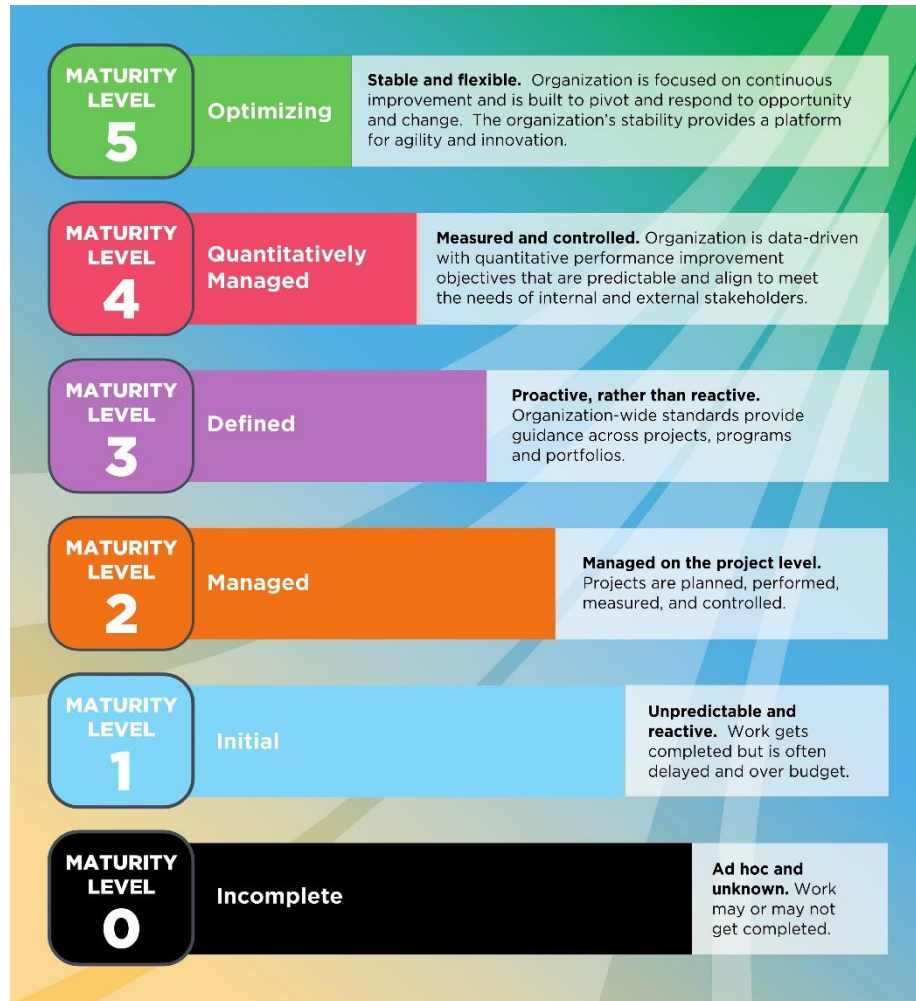 MATURITY
LEVEL
5
Optimizing
Stable and flexible. Organization is focused on continuous
improvement and is built to pivot and respond to opportunity
and change. The organization’s stability provides a platform
for agility and innovation.
MATURITY
LEVEL
4
Quantitatively
Managed
Measured and controlled. Organization is data-driven
with quantitative performance improvement
objectives that are predictable and align to meet
the needs of internal and external stakeholders.
MATURITY
LEVEL
3
Defined
Proactive, rather than reactive.
Organization-wide standards provide
guidance across projects, programs
and portfolios.
MATURITY
LEVEL
2
Managed
Managed on the project level.
Projects are planned, performed,
measured, and controlled.
MATURITY
LEVEL
1
Initial
Unpredictable and
reactive. Work gets
completed but is often
delayed and over budget.
MATURITY
LEVEL
0
Incomplete
Ad hoc and
unknown. Work
may or may not
get completed.